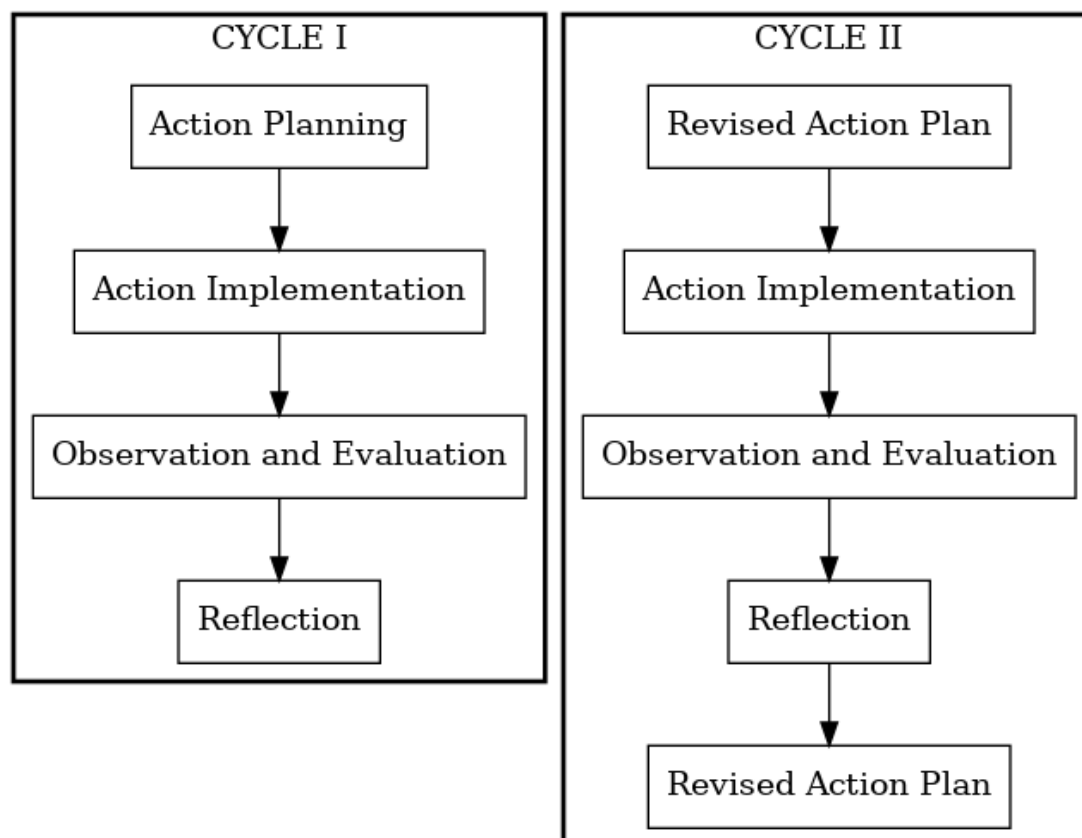 CYCLE I
Action Planning
Action Implementation
Observation and Evaluation
Reflection
CYCLE II
Revised Action Plan
Action Implementation
Observation and Evaluation
Reflection
Revised Action Plan